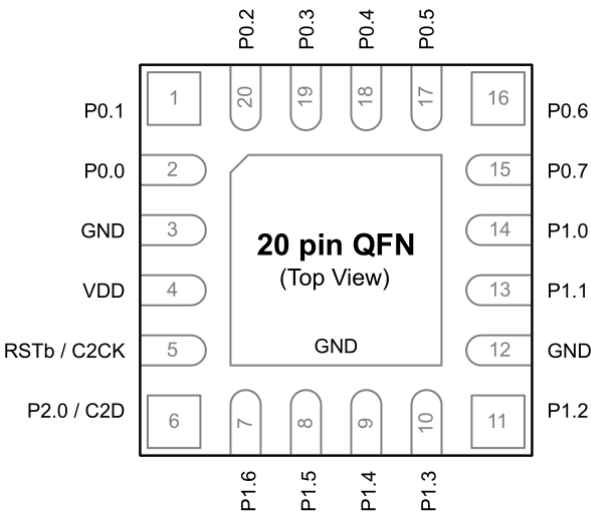 P0.2
P0.3
P0.4
P0.5
P0.1
1
20
19
18
17
16
P0.6
P0.0
2
15
P0.7
GND
3
14
P1.0
20 pin QFN
(Top View)
VDD
4
13
P1.1
RSTb / C2CK
5
GND
12
GND
P2.0 / C2D
6
7
8
9
10
11
P1.2
P1.6
P1.5
P1.4
P1.3